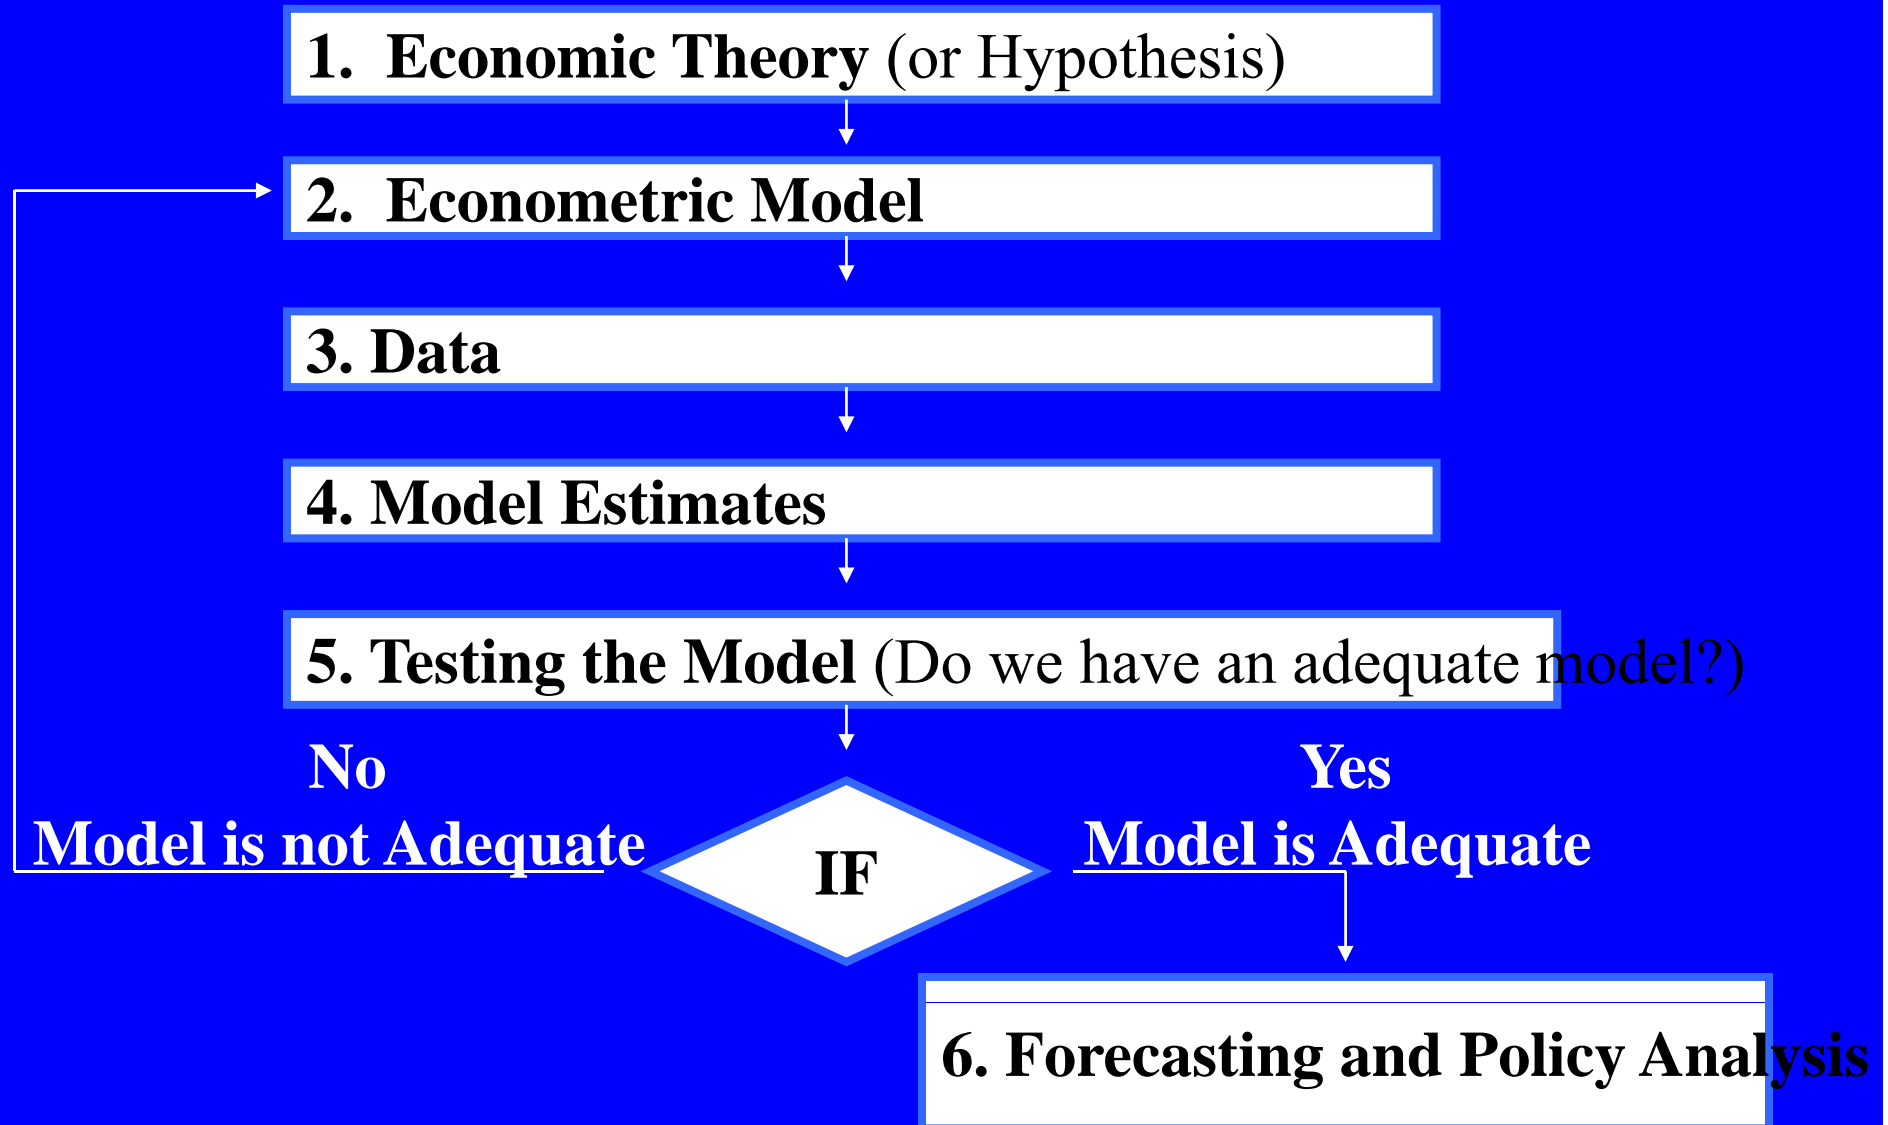 1. Economic Theory (or Hypothesis)
2. Econometric Model
3. Data
4. Model Estimates
5. Testing the Model (Do we have an adequate model?)
No
Model is not Adequate
IF
Yes
Model is Adequate
6. Forecasting and Policy Analysis